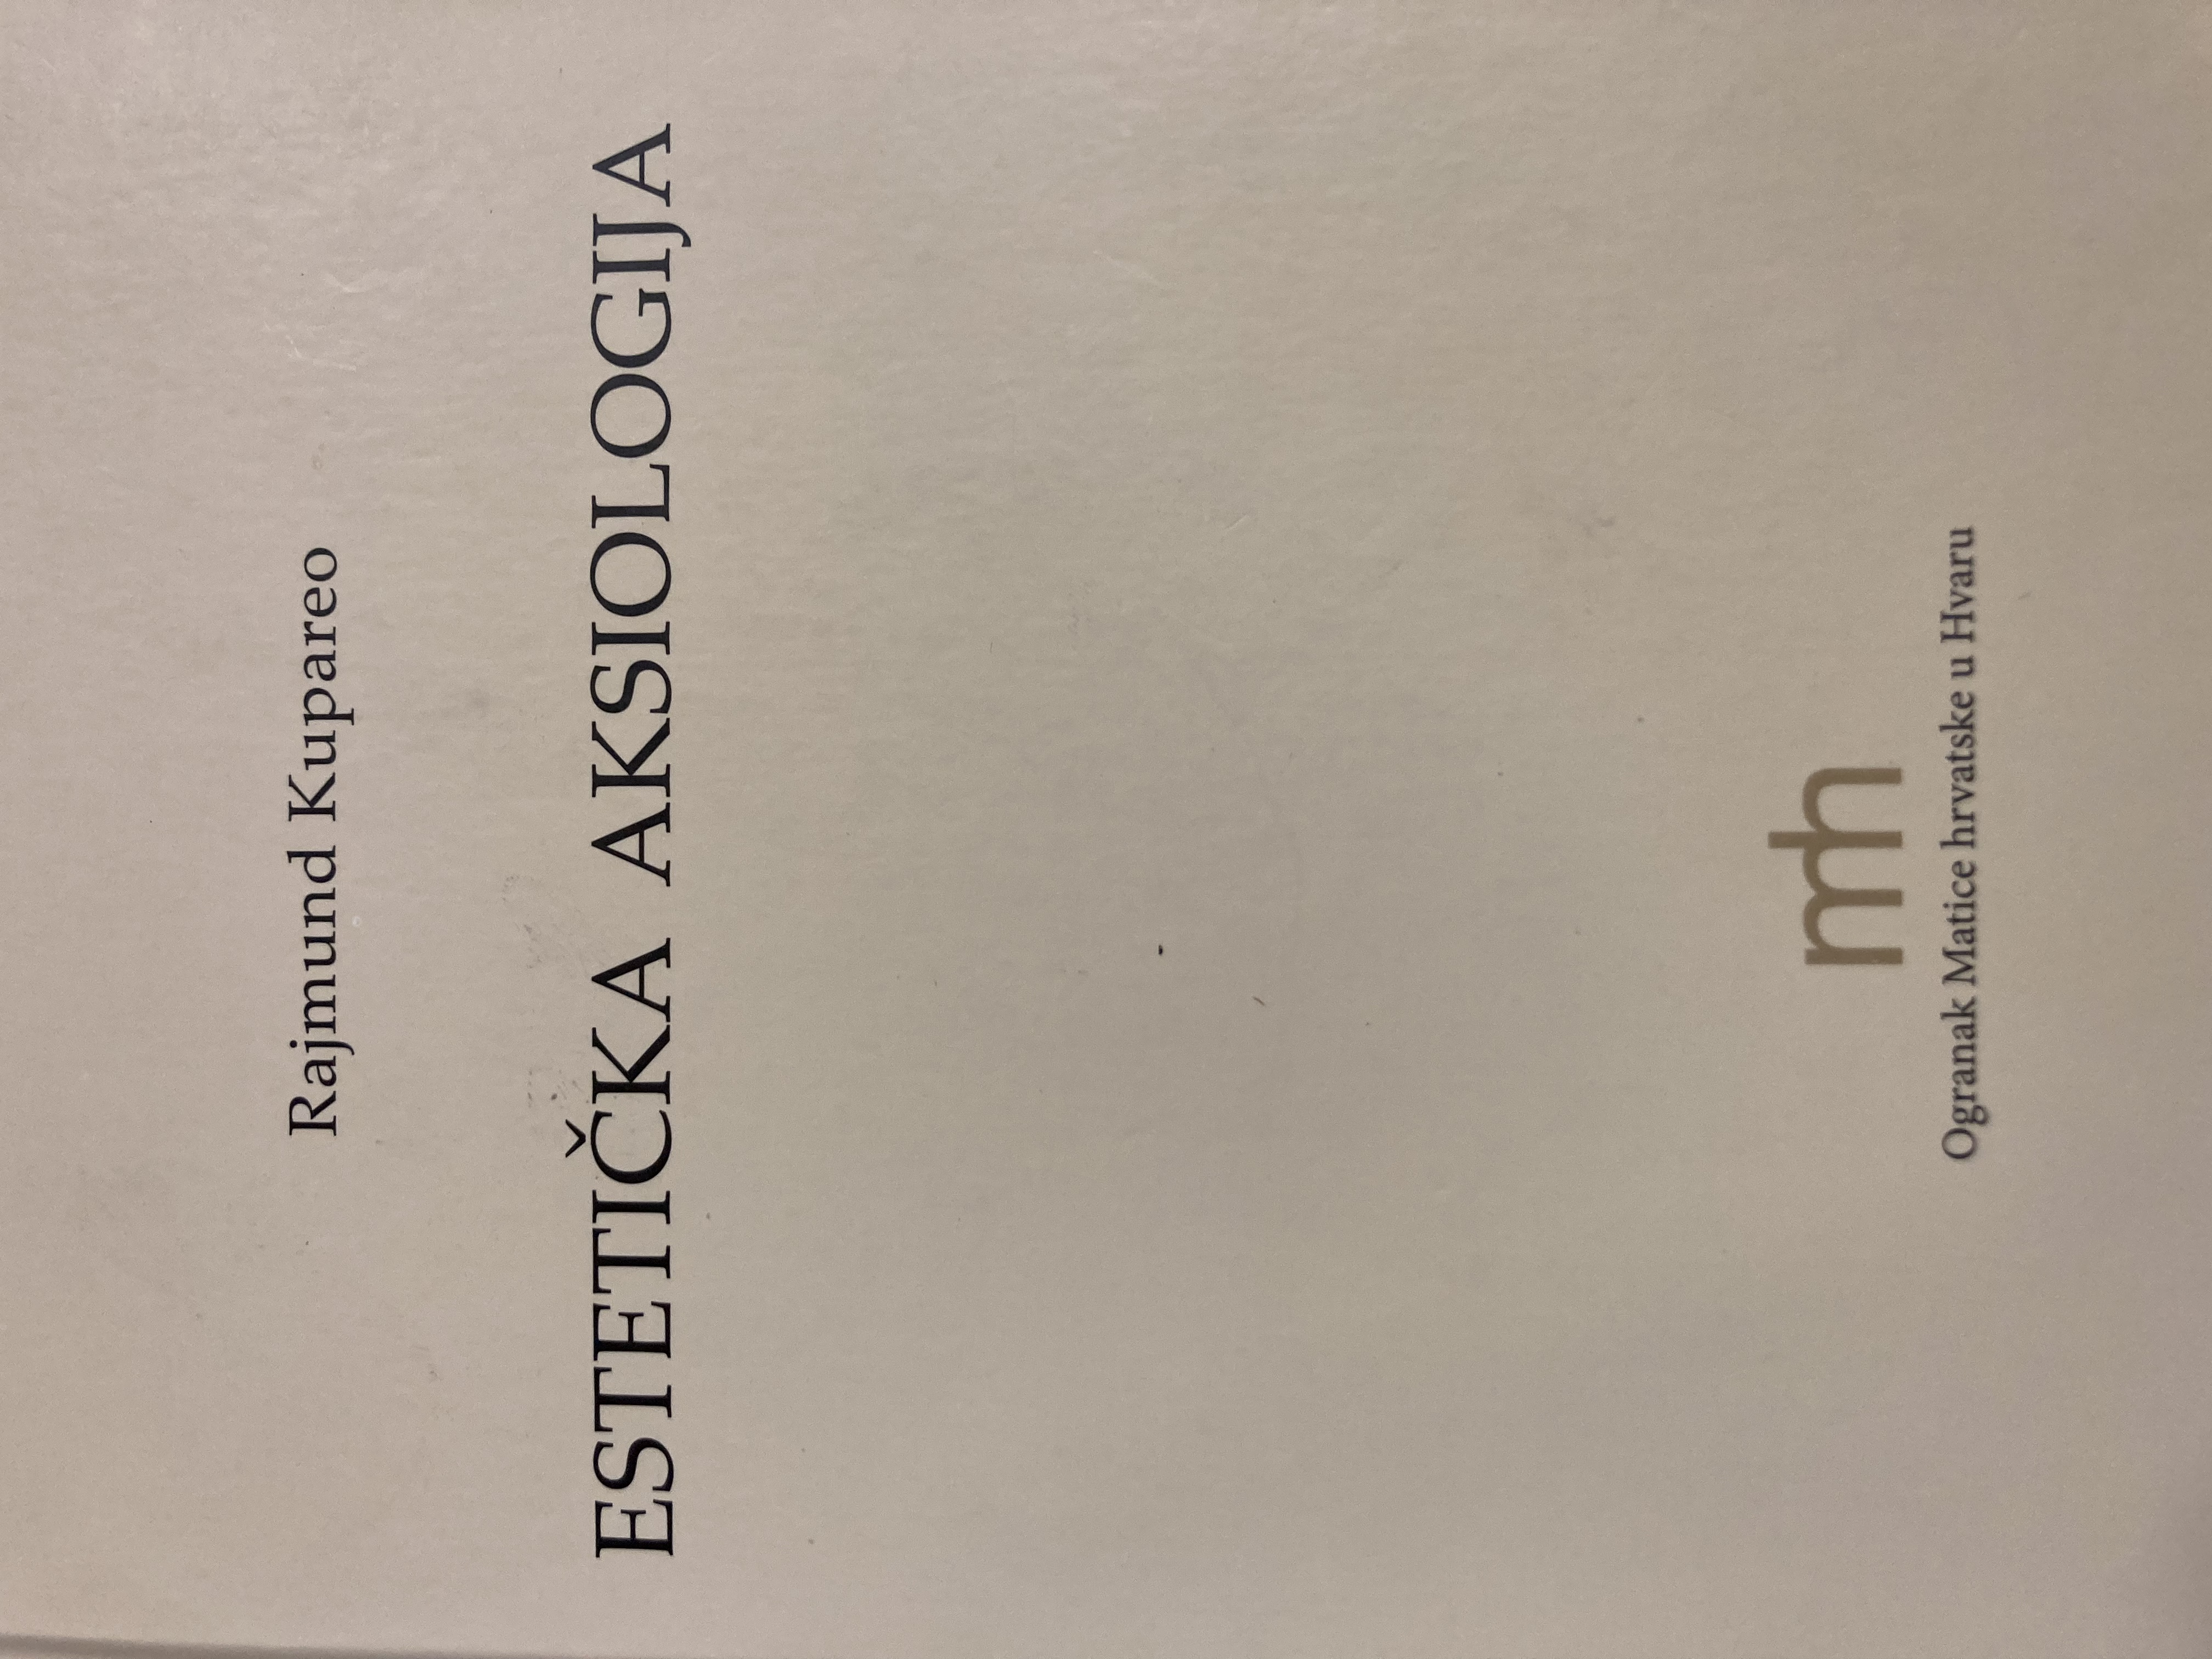 Rajmund Kupareo
ESTETIČKA AKSIOLOGIJA
mh
Ogranak Matice hrvatske u Hvaru